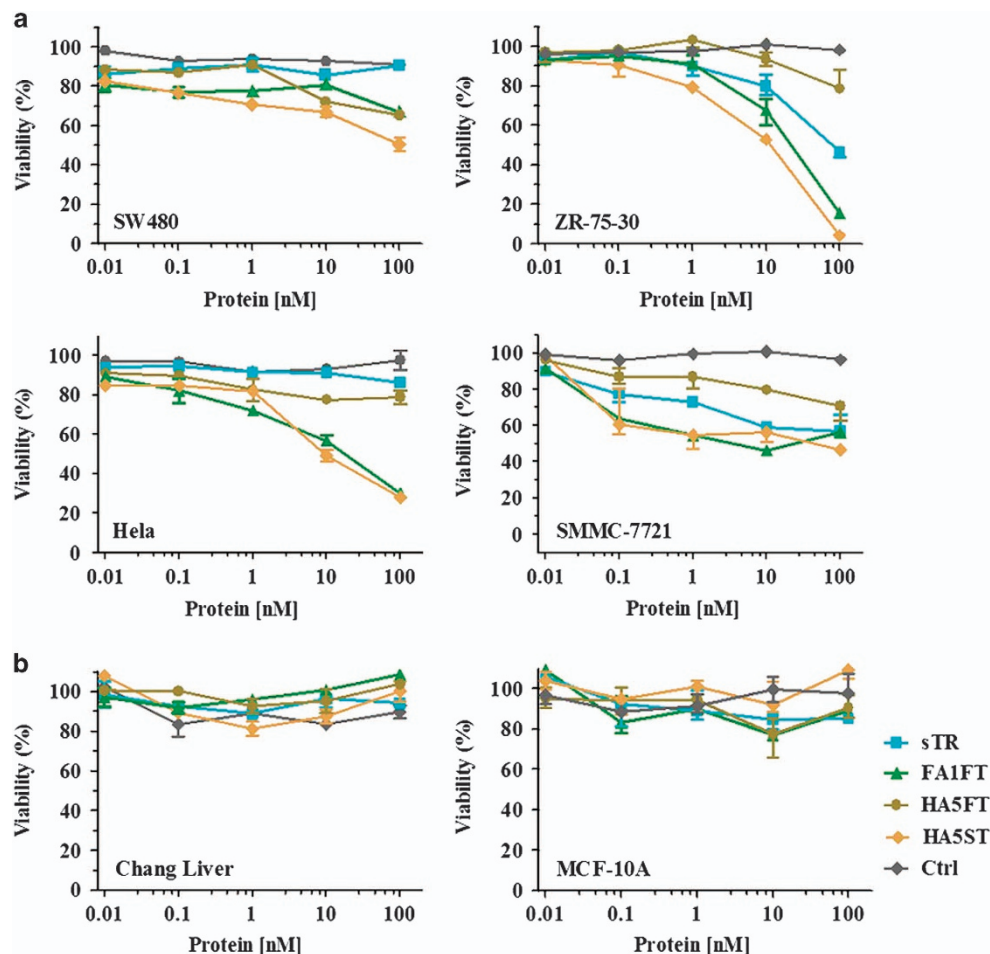 a
Viability (%)
100
80
60
40
20
0
SW480
0.01 0.1 1 10 100
Protein [nM]
Viability (%)
100
80
60
40
20
0
ZR-75-30
0.01 0.1 1 10 100
Protein [nM]
Viability (%)
100
80
60
40
20
0
Hela
0.01 0.1 1 10 100
Protein [nM]
Viability (%)
100
80
60
40
20
0
SMMC-7721
0.01 0.1 1 10 100
Protein [nM]
b
Viability (%)
100
80
60
40
20
0
Chang Liver
0.01 0.1 1 10 100
Protein [nM]
Viability (%)
100
80
60
40
20
0
MCF-10A
0.01 0.1 1 10 100
Protein [nM]
sTR
FA1FT
HA5FT
HA5ST
Ctrl